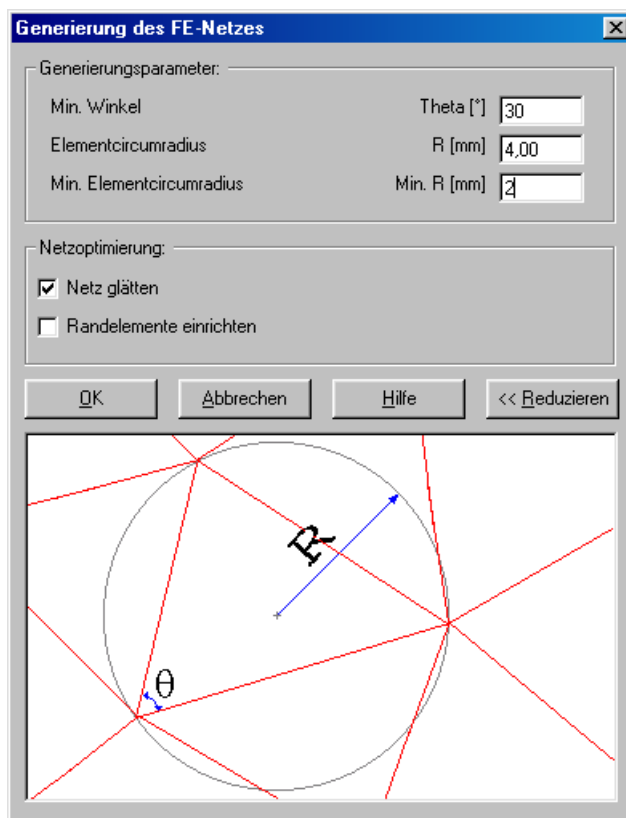 Generierung des FE-Netzes
Generierungsparameter:
Min. Winkel Theta [°] 30
Elementcircumradius R [mm] 4,00
Min. Elementcircumradius Min. R [mm] 2
Netzoptimierung:
Netz glätten
Randelemente einrichten
OK Abbrechen Hilfe << Reduzieren
R
θ